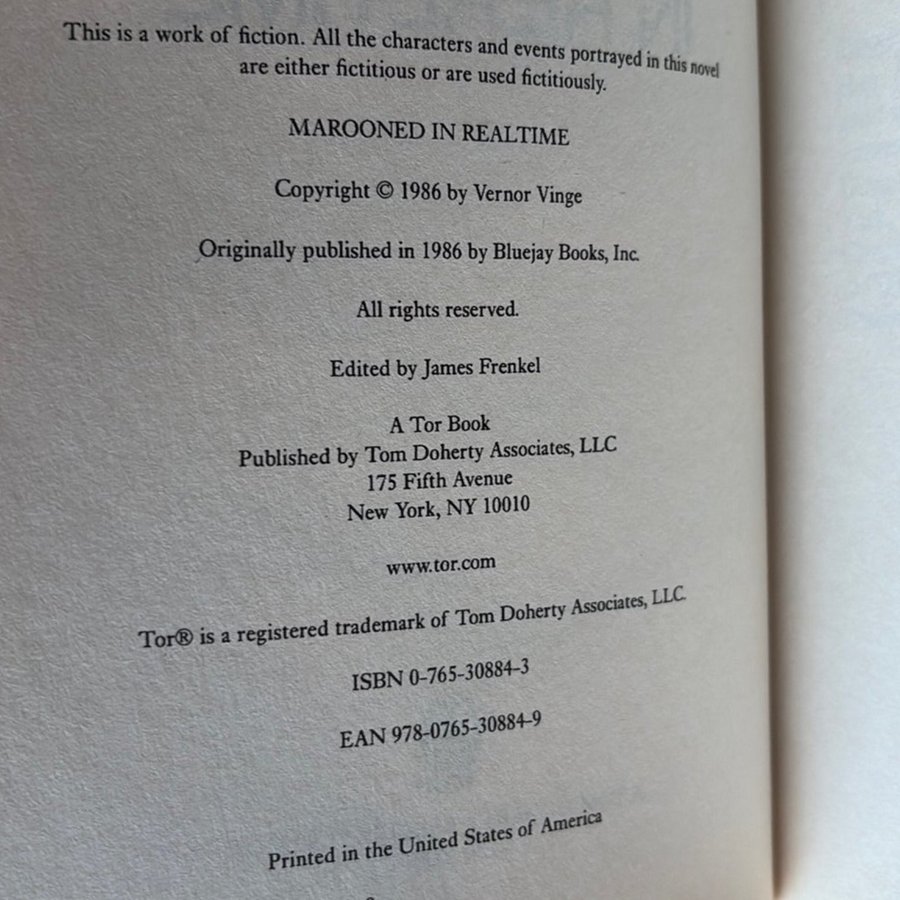 This is a work of fiction. All the characters and events portrayed in this novel
are either fictitious or are used fictitiously.
MAROONED IN REALTIME
Copyright © 1986 by Vernor Vinge
Originally published in 1986 by Bluejay Books, Inc.
All rights reserved.
Edited by James Frenkel
A Tor Book
Published by Tom Doherty Associates, LLC
175 Fifth Avenue
New York, NY 10010
www.tor.com
Tor® is a registered trademark of Tom Doherty Associates, LLC.
ISBN 0-765-30884-3
EAN 978-0765-30884-9
Printed in the United States of America